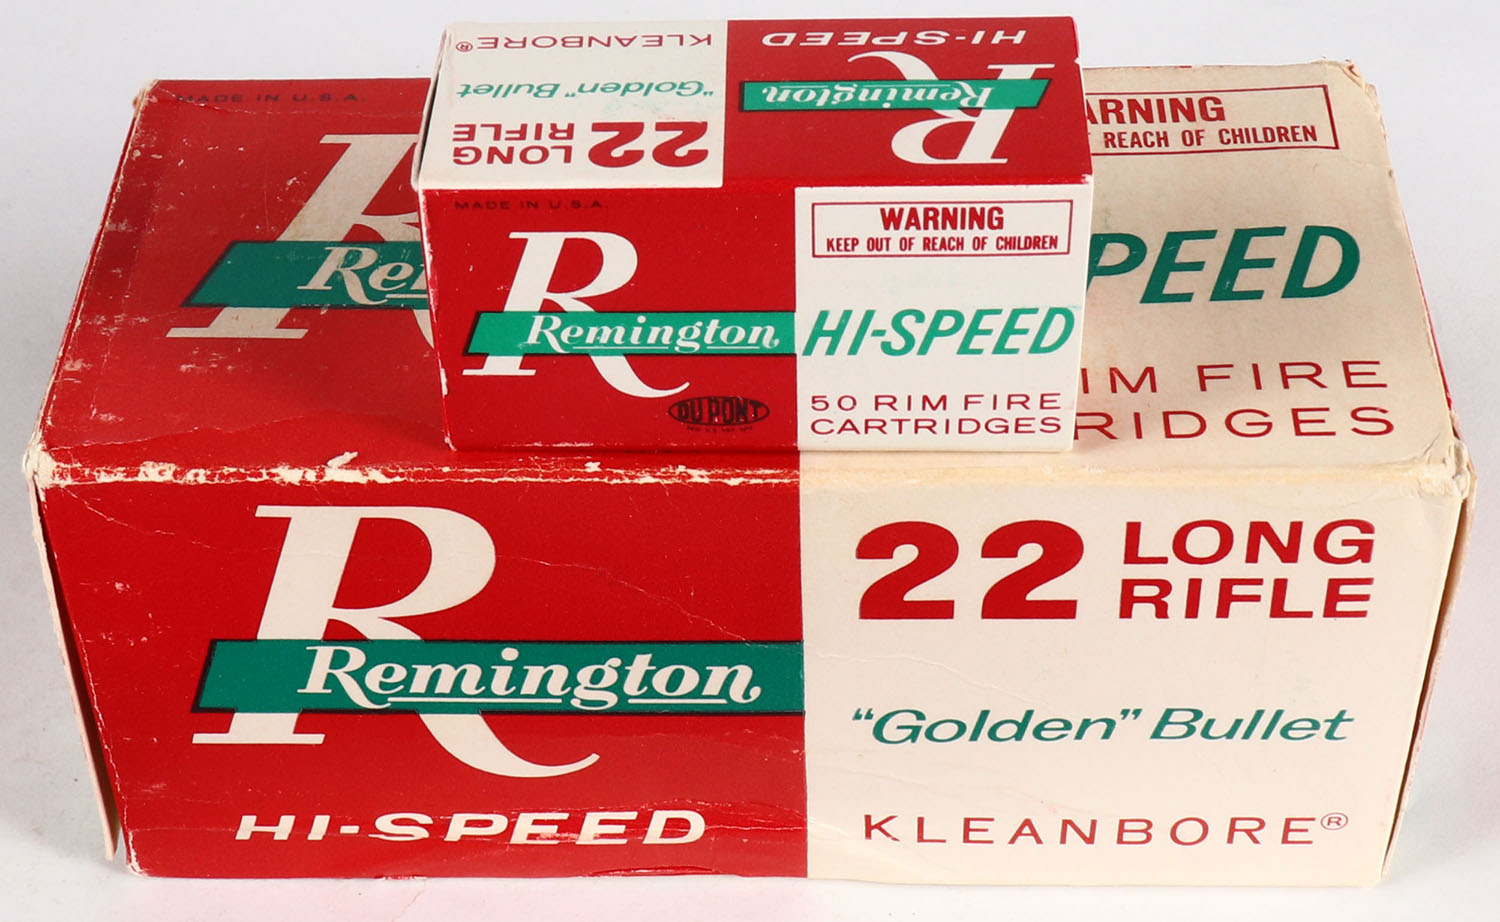 KLEANBORE®
"Golden" Bullet
22 LONG
RIFLE
HI-SPEED
R
Remington
MADE IN U.S.A.
R
Remington
DU PONT
WARNING
KEEP OUT OF REACH OF CHILDREN
HI-SPEED
50 RIM FIRE
CARTRIDGES
MADE IN U.S.A.
R
Re
ARNING
REACH OF CHILDREN
PEED
IM FIRE
RIDGES
R
Remington
HI-SPEED
22 LONG
RIFLE
"Golden" Bullet
KLEANBORE®